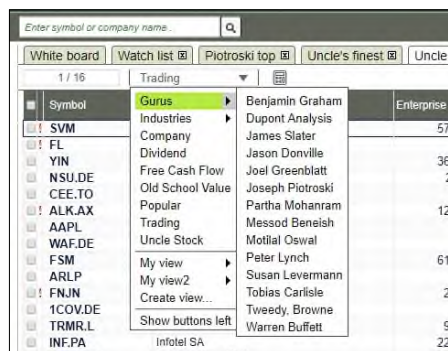 Enter symbol or company name .
White board Watch list Piotroski top Uncle's finest Uncle
1 / 16 Trading
Symbol Enterprise
Gurus
Industries
Company
Dividend
Free Cash Flow
Old School Value
Popular
Trading
Uncle Stock
My view
My view2
Create view...
Show buttons left
Benjamin Graham
Dupont Analysis
James Slater
Jason Donville
Joel Greenblatt
Joseph Piotroski
Partha Mohanram
Messod Beneish
Motilal Oswal
Peter Lynch
Susan Levermann
Tobias Carlisle
Tweedy, Browne
Warren Buffett
! SVM 57
! FL
YIN 36
NSU.DE 2
CEE.TO
! ALK.AX 12
AAPL
WAF.DE
FSM 61
ARLP
! FNJN 2
1COV.DE
TRMR.L 9
INF.PA Infotel SA 23